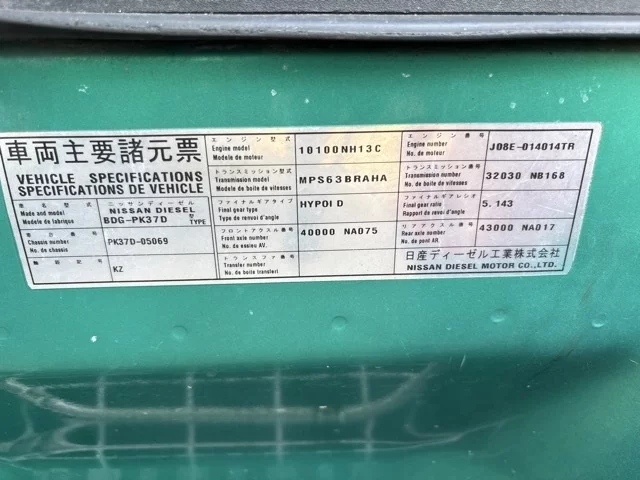 車両主要諸元票
VEHICLE SPECIFICATIONS
SPECIFICATIONS DE VEHICLE
車名・型式
Make and model
Modele de fabrique
ニッサンディーゼル
NISSAN DIESEL
BDG-PK37D 型式 TYPE
車台番号
Chassis number
No. de chassis
PK37D-05069
KZ
エンジン型式
Engine model
Modele de moteur
10100NH13C
トランスミッション型式
Transmission model
Modele de boite de vitesses
MPS63BRAHA
ファイナルギアタイプ
Final gear type
Type de renvoi d'angle
HYPOID
フロントアクスル番号
Front axle number
No. de essieu AV.
40000 NA075
トランスファ番号
Transfer number
No. de boite transfert
エンジン番号
Engine number
No. de moteur
J08E-014014TR
トランスミッション番号
Transmission number
No. de boite de vitesses
32030 NB168
ファイナルギアレシオ
Final gear ratio
Rapport de renvoi d'angle
5.143
リアアクスル番号
Rear axle number
No. de pont AR.
43000 NA017
日産ディーゼル工業株式会社
NISSAN DIESEL MOTOR CO.,LTD.